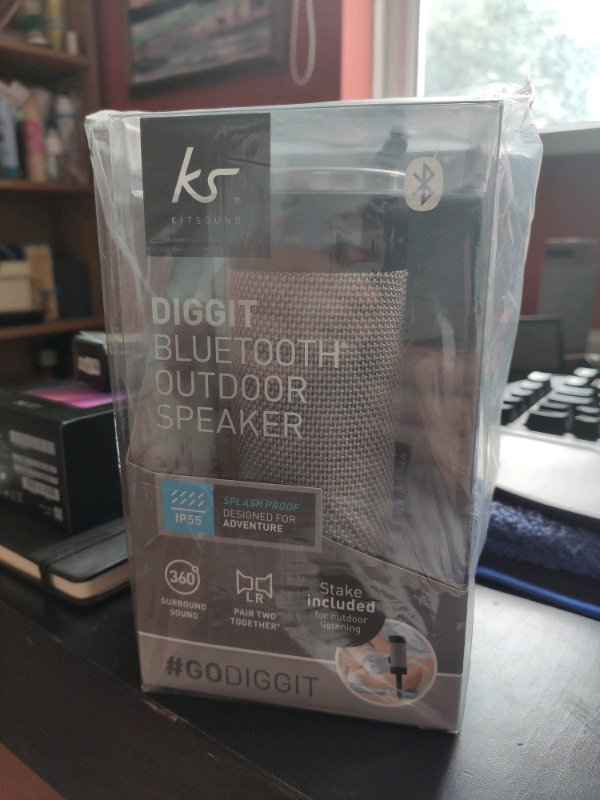 ks®
KITSOUND
DIGGIT
BLUETOOTH®
OUTDOOR
SPEAKER
IP55
SPLASH PROOF
DESIGNED FOR
ADVENTURE
360°
SURROUND
SOUND
LR
PAIR TWO
TOGETHER*
Stake
included
for outdoor
listening
#GODIGGIT